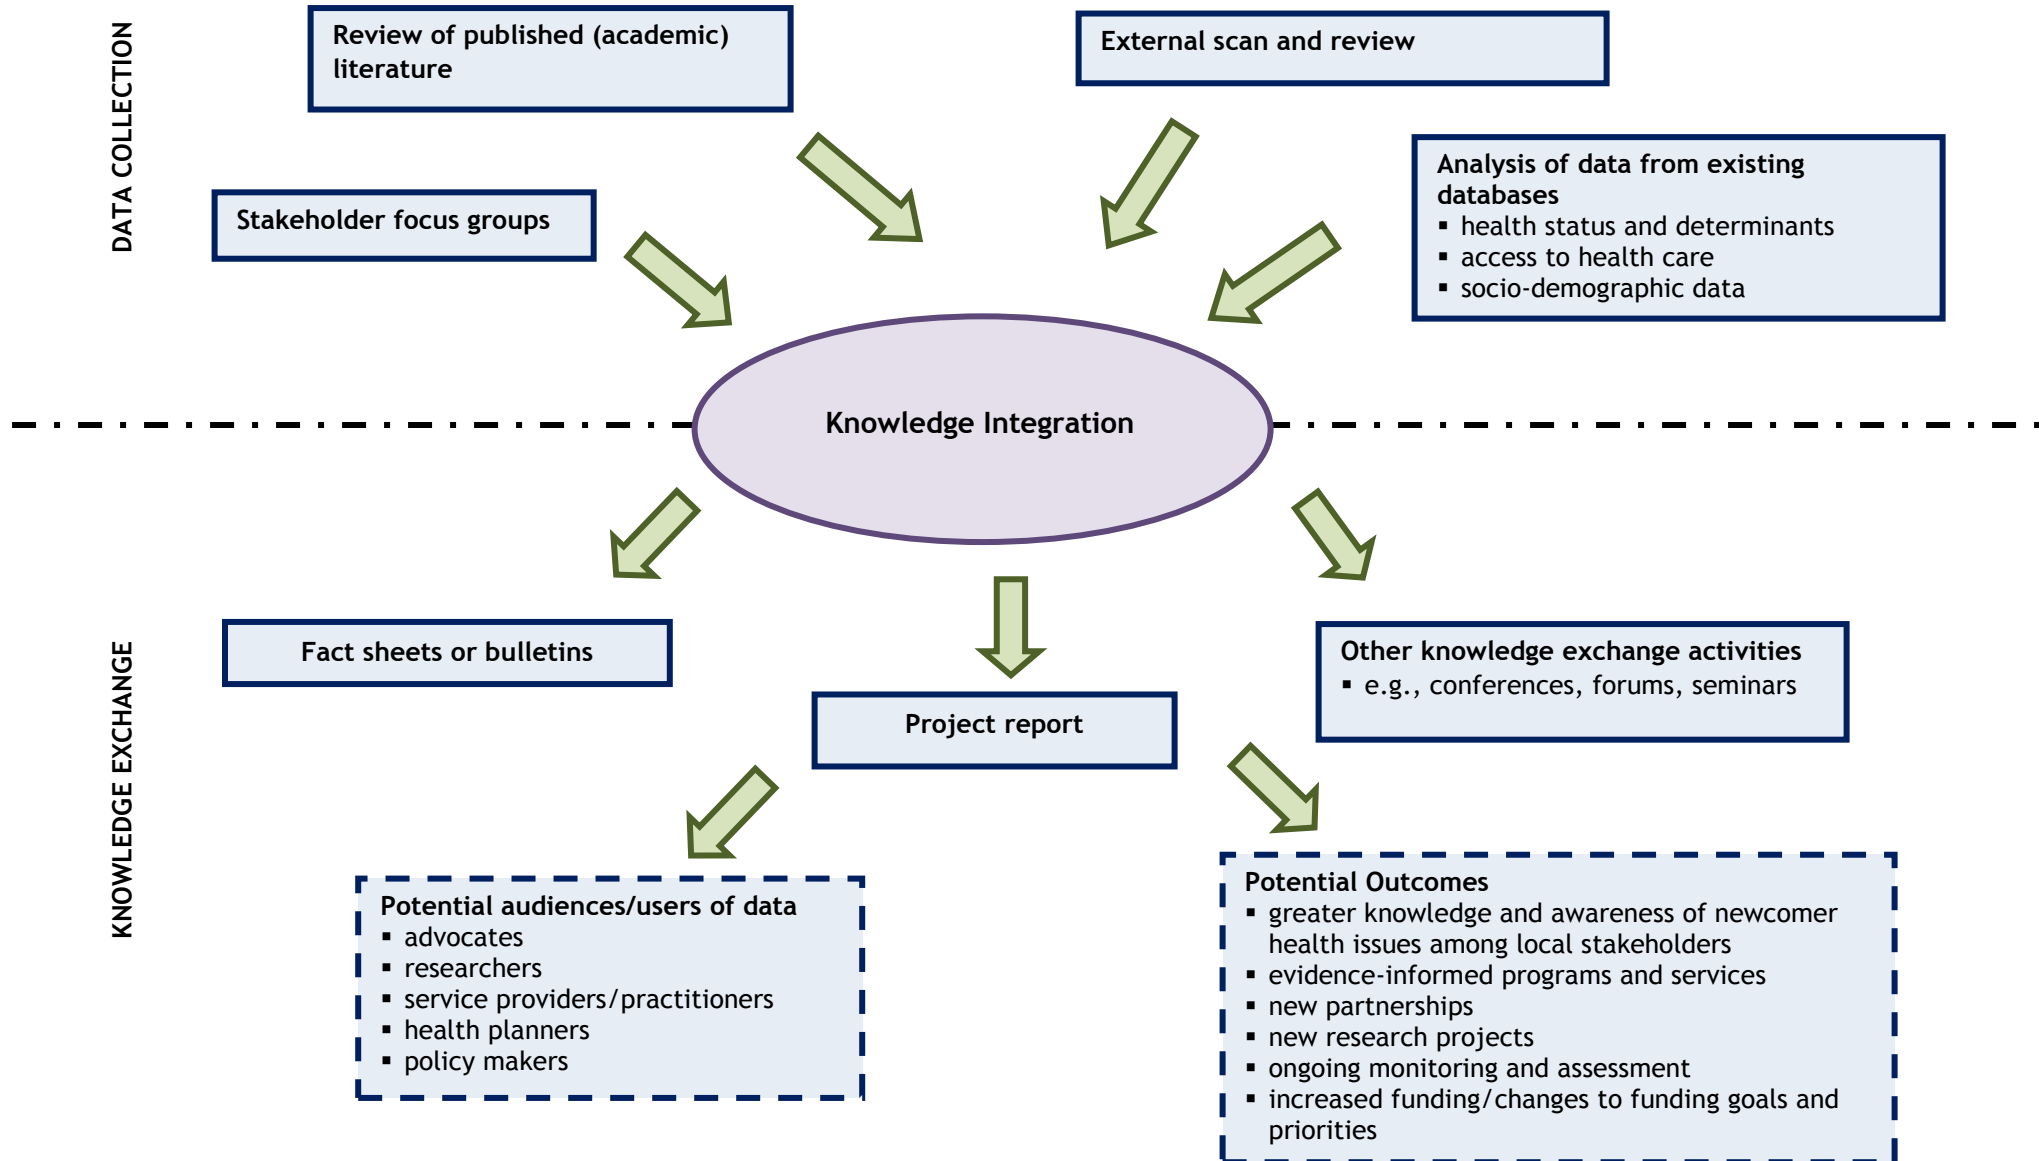 DATA COLLECTION
Review of published (academic)
literature
External scan and review
Stakeholder focus groups
Analysis of data from existing
databases
▪ health status and determinants
▪ access to health care
▪ socio-demographic data
Knowledge Integration
KNOWLEDGE EXCHANGE
Fact sheets or bulletins
Project report
Other knowledge exchange activities
▪ e.g., conferences, forums, seminars
Potential audiences/users of data
▪ advocates
▪ researchers
▪ service providers/practitioners
▪ health planners
▪ policy makers
Potential Outcomes
▪ greater knowledge and awareness of newcomer
health issues among local stakeholders
▪ evidence-informed programs and services
▪ new partnerships
▪ new research projects
▪ ongoing monitoring and assessment
▪ increased funding/changes to funding goals and
priorities